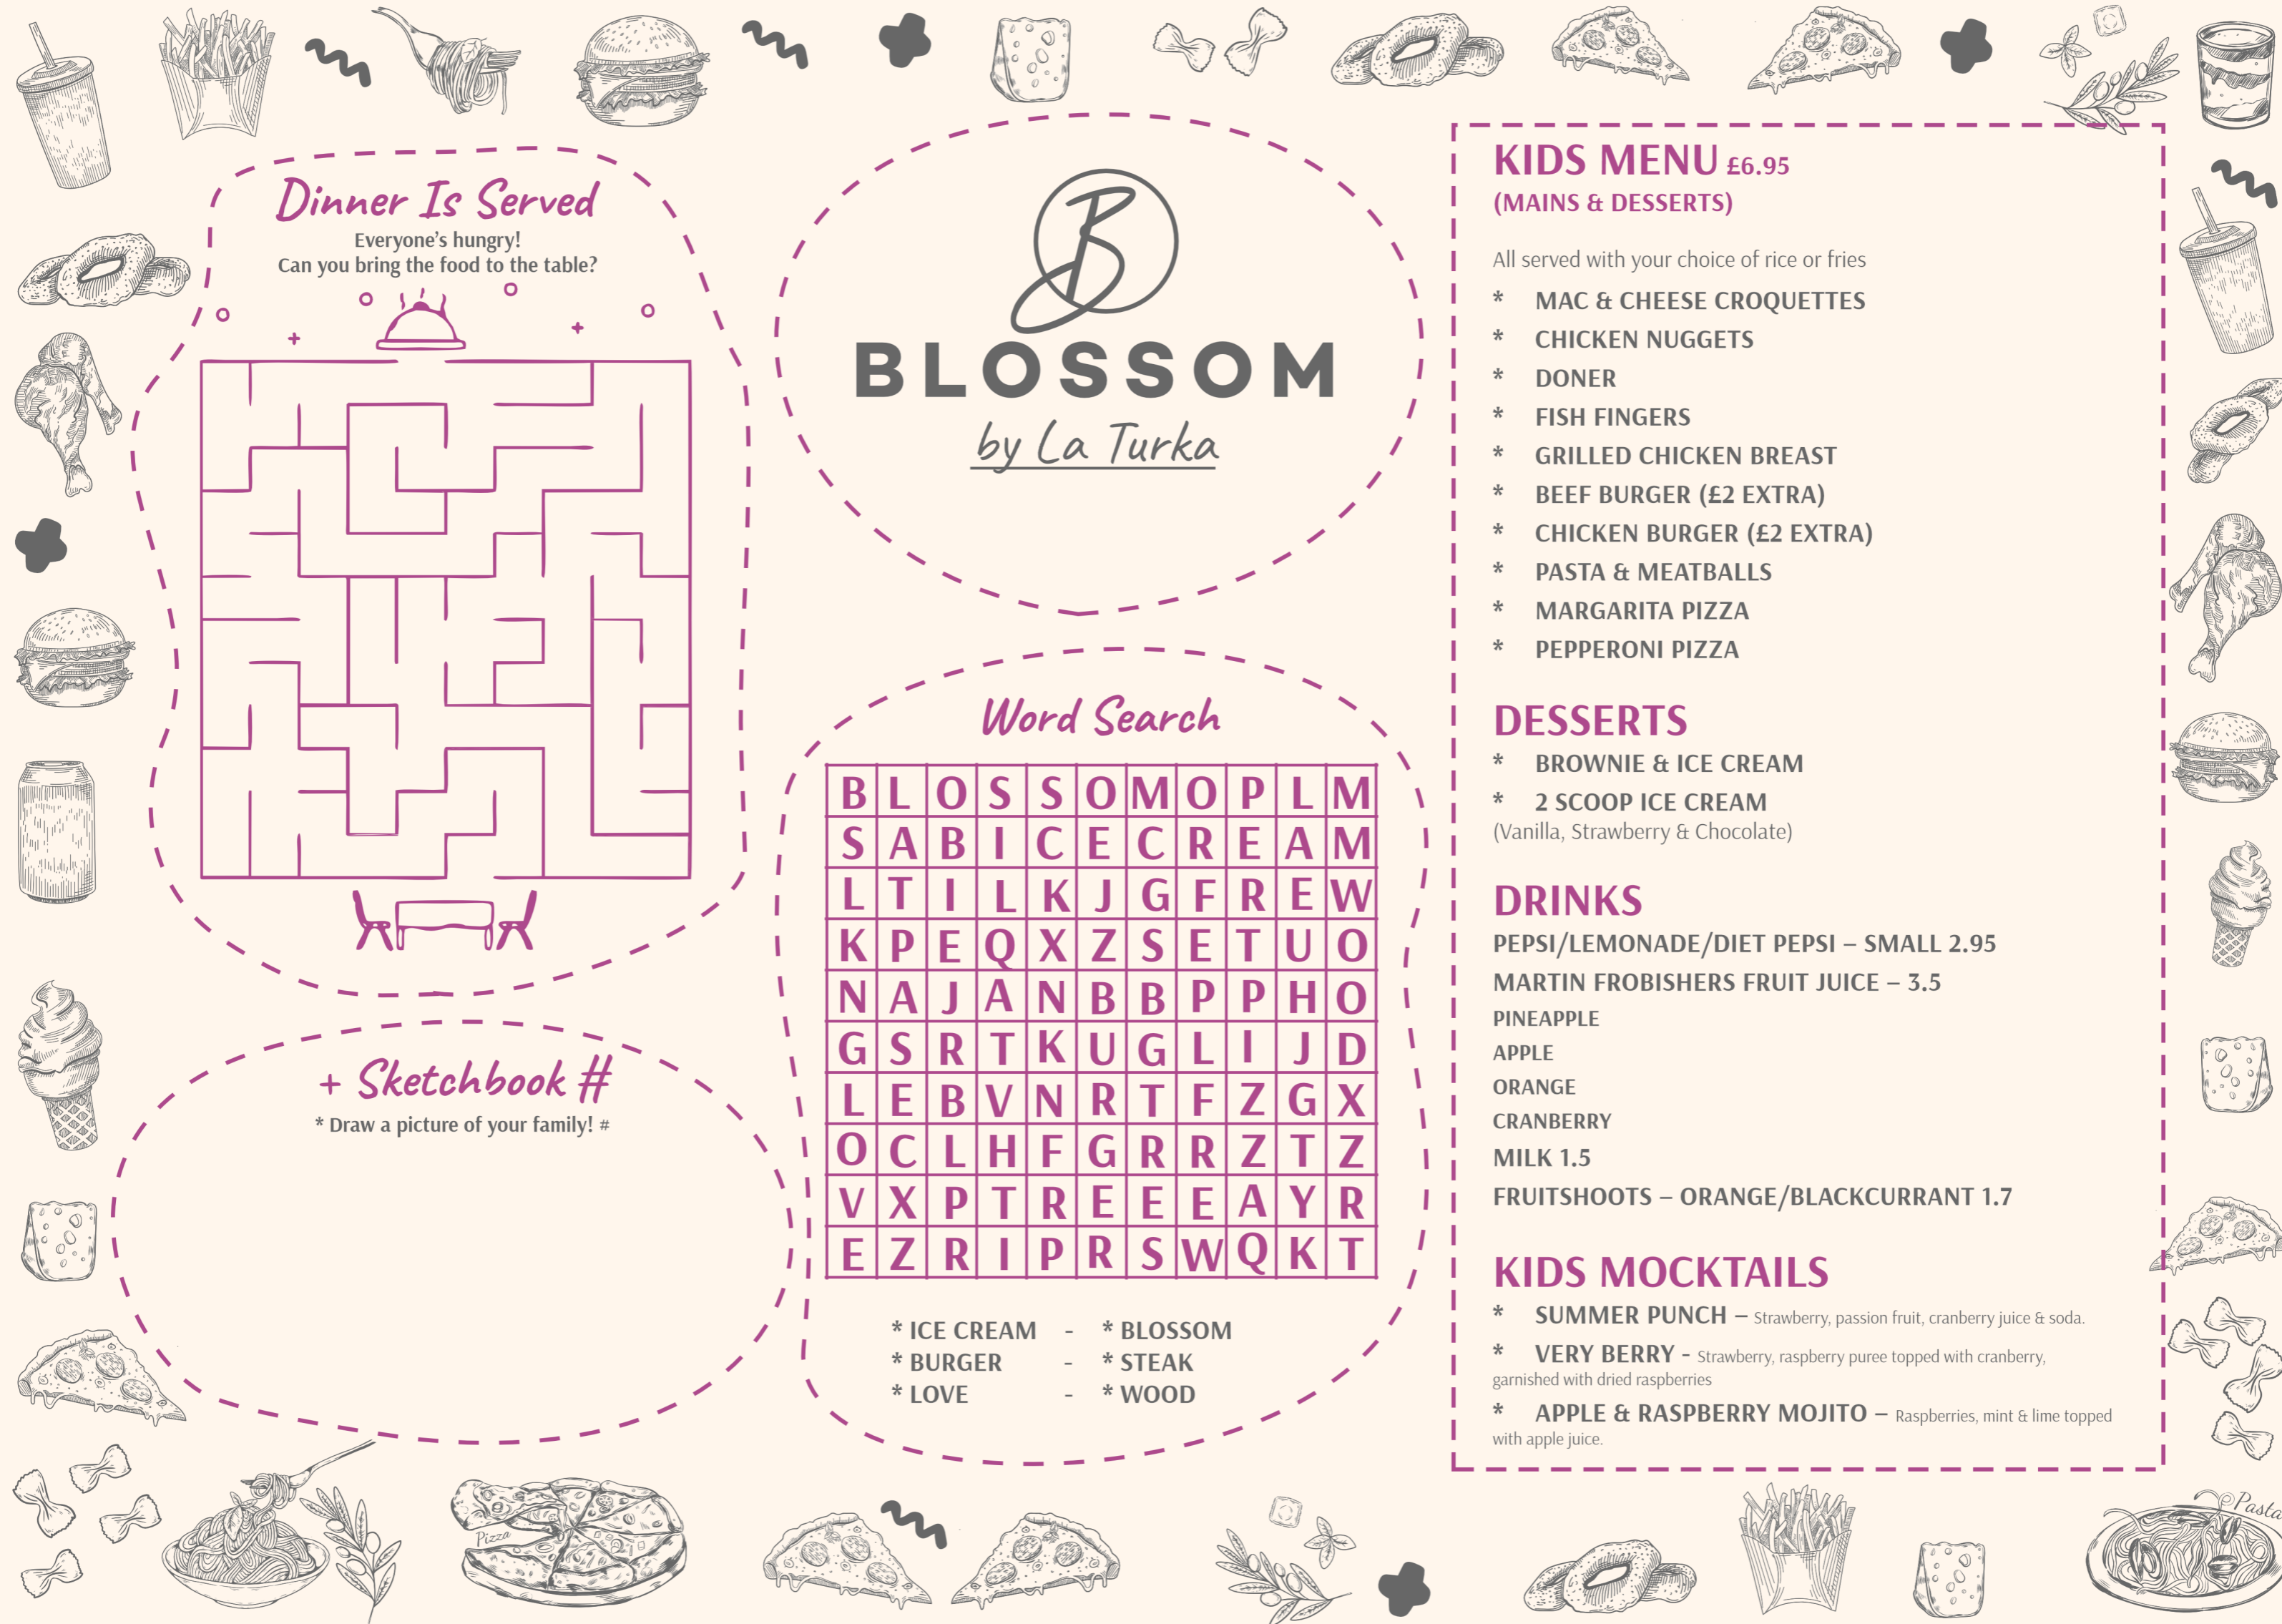 Dinner Is Served
Everyone's hungry!
Can you bring the food to the table?
+ Sketchbook #
* Draw a picture of your family! #
B
BLOSSOM
by La Turka
Word Search
B L O S S O M O P L M
S A B I C E C R E A M
L T I L K J G F R E W
K P E Q X Z S E T U O
N A J A N B B P P H O
G S R T K U G L I J D
L E B V N R T F Z G X
O C L H F G R R Z T Z
V X P T R E E E A Y R
E Z R I P R S W Q K T
* ICE CREAM - * BLOSSOM
* BURGER - * STEAK
* LOVE - * WOOD
KIDS MENU £6.95
(MAINS & DESSERTS)
All served with your choice of rice or fries
* MAC & CHEESE CROQUETTES
* CHICKEN NUGGETS
* DONER
* FISH FINGERS
* GRILLED CHICKEN BREAST
* BEEF BURGER (£2 EXTRA)
* CHICKEN BURGER (£2 EXTRA)
* PASTA & MEATBALLS
* MARGARITA PIZZA
* PEPPERONI PIZZA
DESSERTS
* BROWNIE & ICE CREAM
* 2 SCOOP ICE CREAM
(Vanilla, Strawberry & Chocolate)
DRINKS
PEPSI/LEMONADE/DIET PEPSI – SMALL 2.95
MARTIN FROBISHERS FRUIT JUICE – 3.5
PINEAPPLE
APPLE
ORANGE
CRANBERRY
MILK 1.5
FRUITSHOOTS – ORANGE/BLACKCURRANT 1.7
KIDS MOCKTAILS
* SUMMER PUNCH – Strawberry, passion fruit, cranberry juice & soda.
* VERY BERRY - Strawberry, raspberry puree topped with cranberry,
garnished with dried raspberries
* APPLE & RASPBERRY MOJITO – Raspberries, mint & lime topped
with apple juice.
Pizza
Pasta